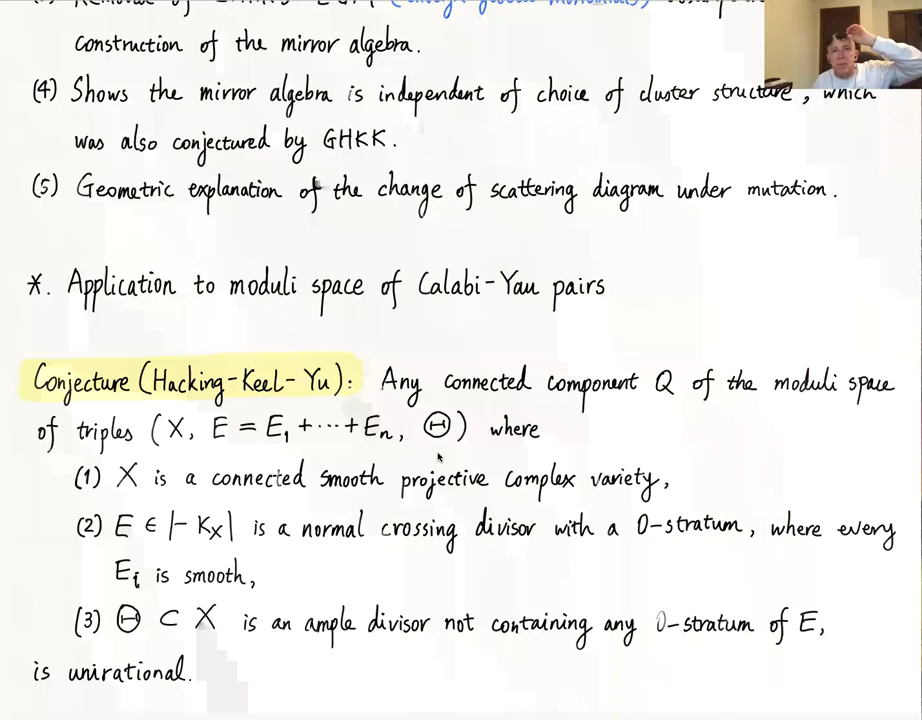 construction of the mirror algebra.
(4) Shows the mirror algebra is independent of choice of cluster structure, which
was also conjectured by GHKK.
(5) Geometric explanation of the change of scattering diagram under mutation.
*. Application to moduli space of Calabi-Yau pairs
Conjecture (Hacking-Keel-Yu): Any connected component Q of the moduli space
of triples (X, E = E₁ + ⋯ + Eₙ, Θ) where
(1) X is a connected smooth projective complex variety,
(2) E ∈ |-K_X| is a normal crossing divisor with a 0-stratum, where every
Eᵢ is smooth,
(3) Θ ⊂ X is an ample divisor not containing any 0-stratum of E,
is unirational.